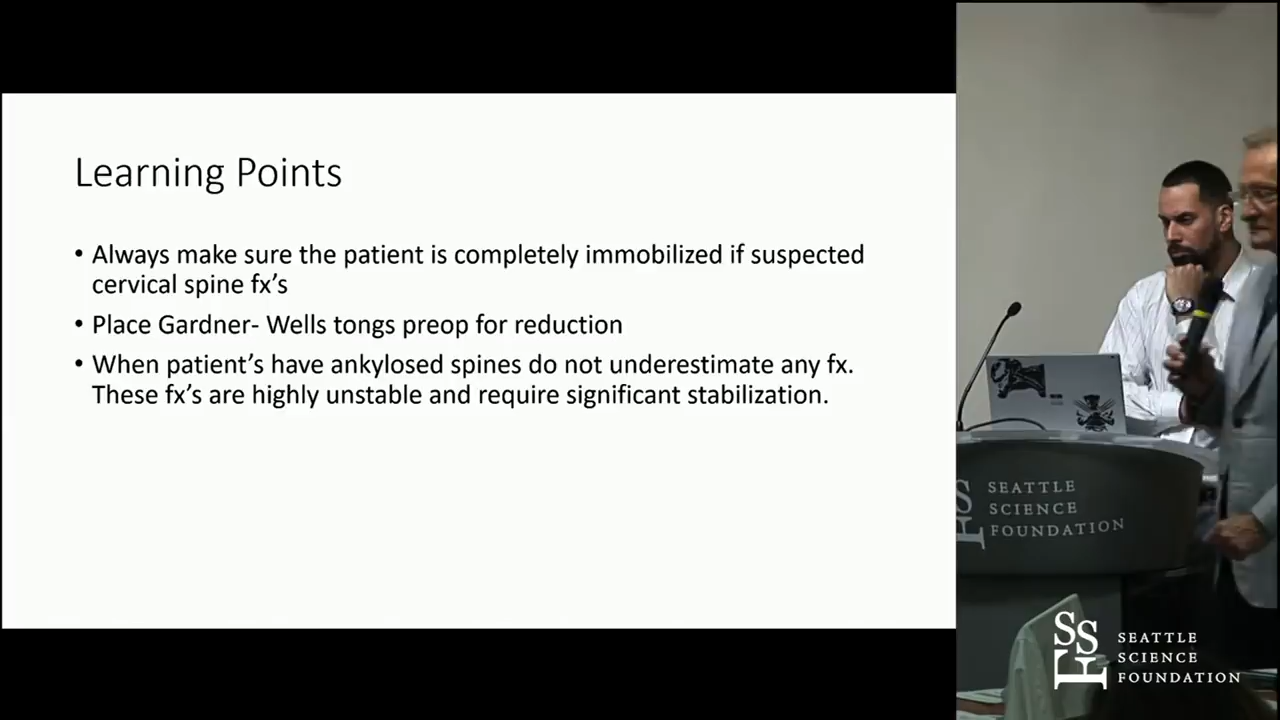 Learning Points
• Always make sure the patient is completely immobilized if suspected
cervical spine fx's
• Place Gardner- Wells tongs preop for reduction
• When patient's have ankylosed spines do not underestimate any fx.
These fx's are highly unstable and require significant stabilization.
SEATTLE
SCIENCE
FOUNDATION
SSF
SEATTLE
SCIENCE
FOUNDATION